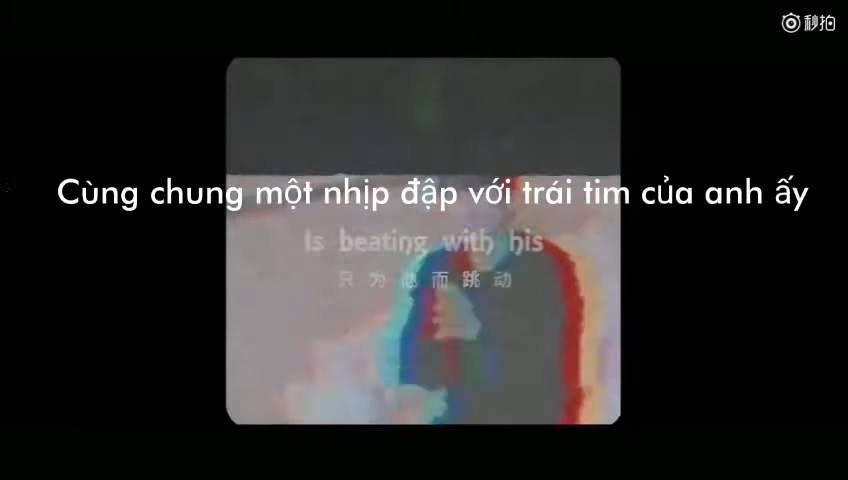 秒拍
Cùng chung một nhịp đập với trái tim của anh ấy
Is beating with his
只为他而跳动